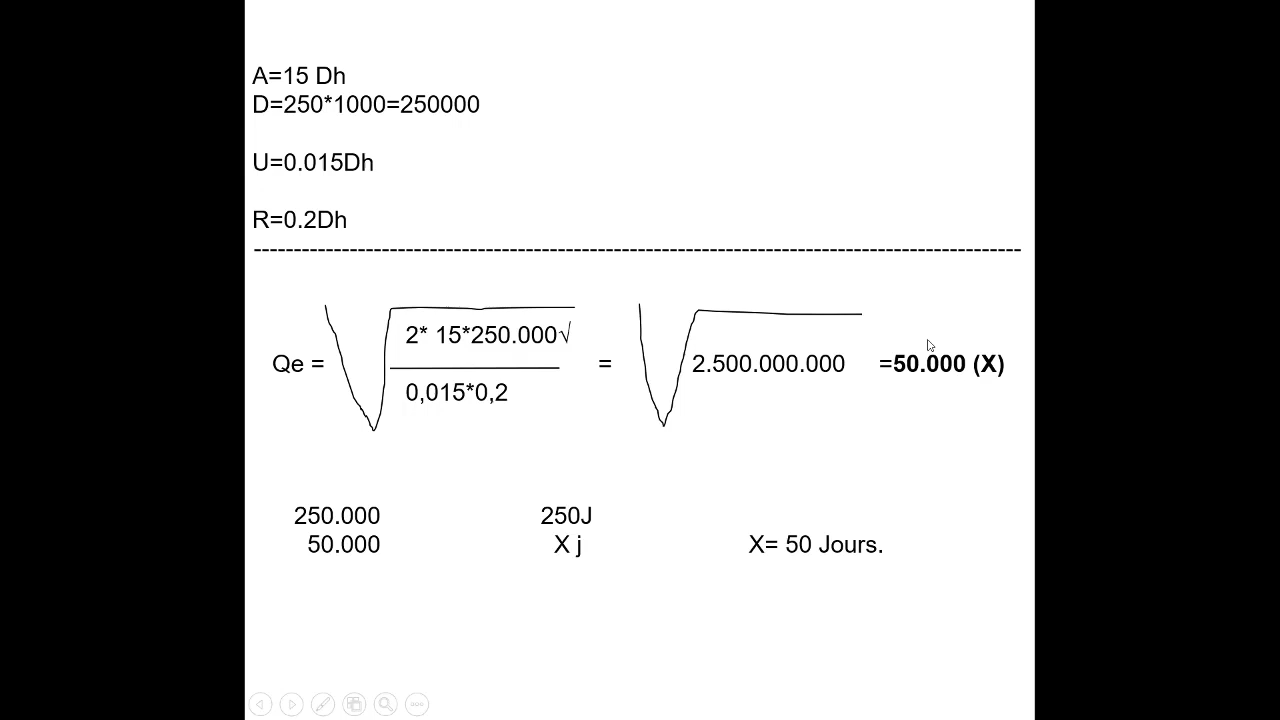 A=15 Dh
D=250*1000=250000
U=0.015Dh
R=0.2Dh
--------------------------------------------------------------------------------------------------
2* 15*250.000√
Qe = = 2.500.000.000 =50.000 (X)
0,015*0,2
250.000 250J
50.000 X j X= 50 Jours.